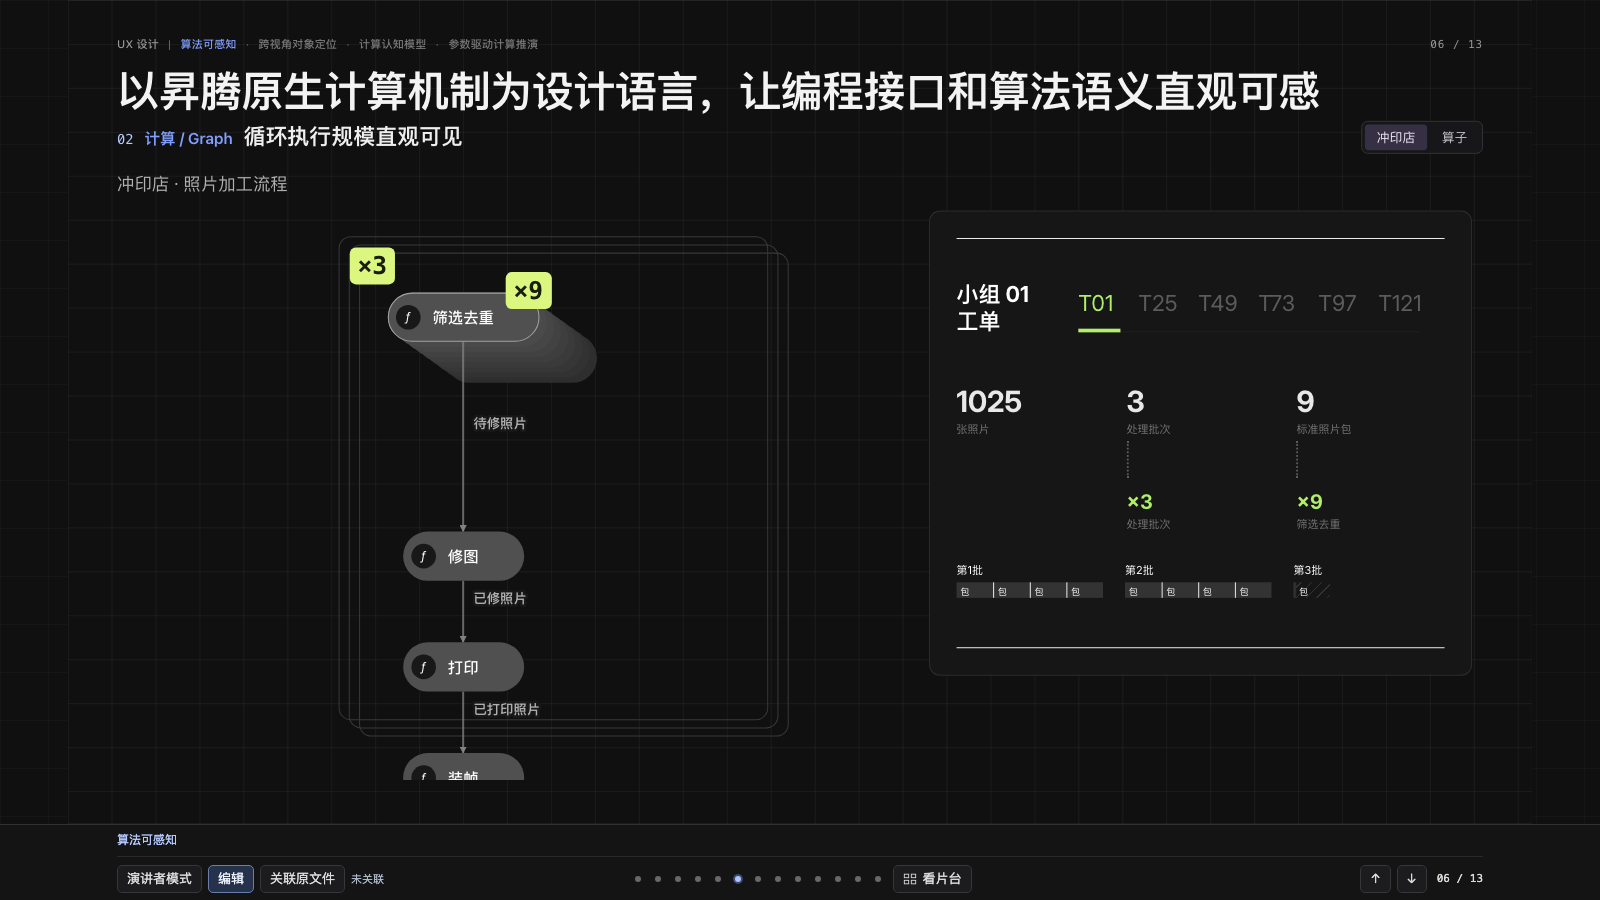 UX 设计 | 算法可感知 · 跨视角对象定位 · 计算认知模型 · 参数驱动计算推演
06 / 13
以昇腾原生计算机制为设计语言，让编程接口和算法语义直观可感
02 计算 / Graph 循环执行规模直观可见
冲印店 算子
冲印店 · 照片加工流程
×3
×9
ƒ 筛选去重
待修照片
ƒ 修图
已修照片
ƒ 打印
已打印照片
ƒ 装帧
小组 01
工单
T01 T25 T49 T73 T97 T121
1025 3 9
张照片 处理批次 标准照片包
×3 ×9
处理批次 筛选去重
第1批 第2批 第3批
包 包 包 包 包 包 包 包 包
算法可感知
演讲者模式 编辑 关联原文件 未关联
看片台
↑ ↓ 06 / 13